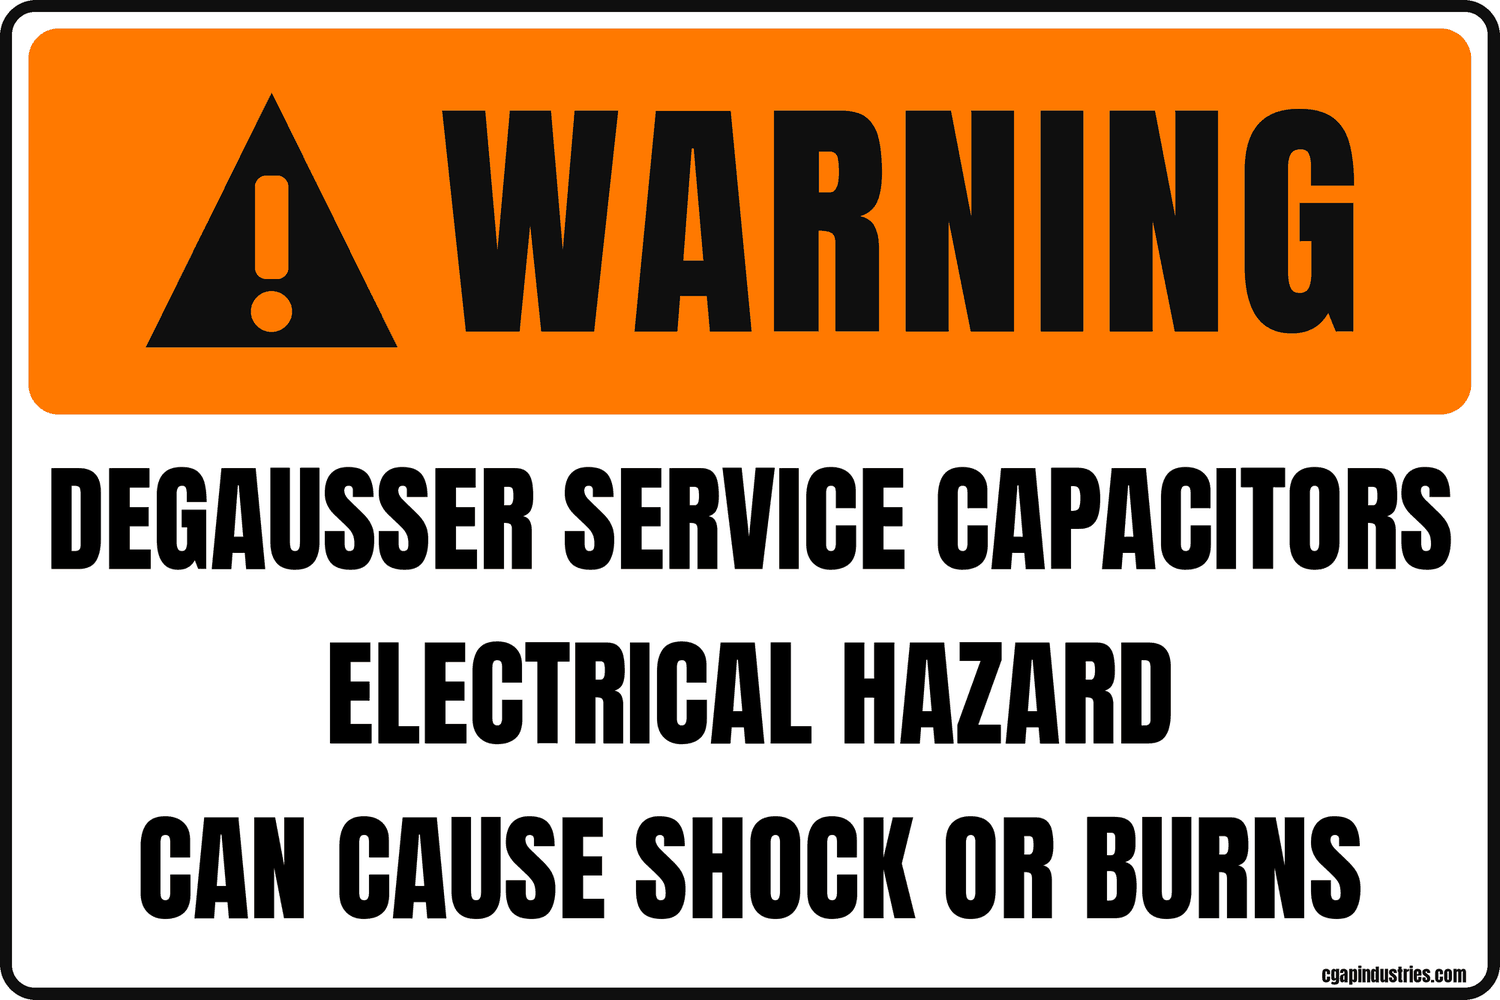 WARNING
DEGAUSSER SERVICE CAPACITORS
ELECTRICAL HAZARD
CAN CAUSE SHOCK OR BURNS
cgapindustries.com